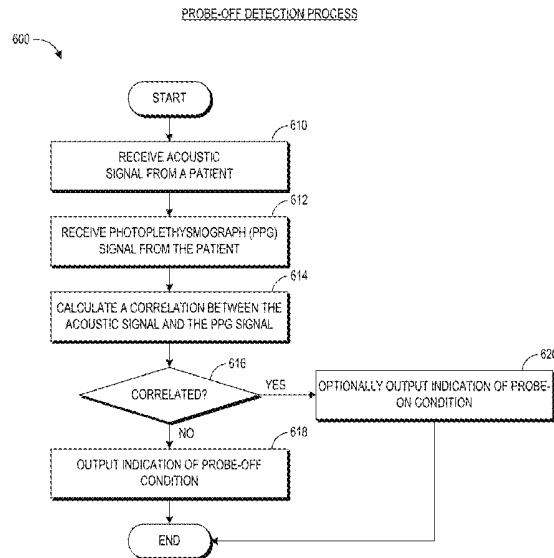 PROBE-OFF DETECTION PROCESS
600
START
610
RECEIVE ACOUSTIC
SIGNAL FROM A PATIENT
612
RECEIVE PHOTOPLETHYSMOGRAPH (PPG)
SIGNAL FROM THE PATIENT
614
CALCULATE A CORRELATION BETWEEN THE
ACOUSTIC SIGNAL AND THE PPG SIGNAL
616
CORRELATED?
YES
620
OPTIONALLY OUTPUT INDICATION OF PROBE-
ON CONDITION
NO
618
OUTPUT INDICATION OF PROBE-OFF
CONDITION
END